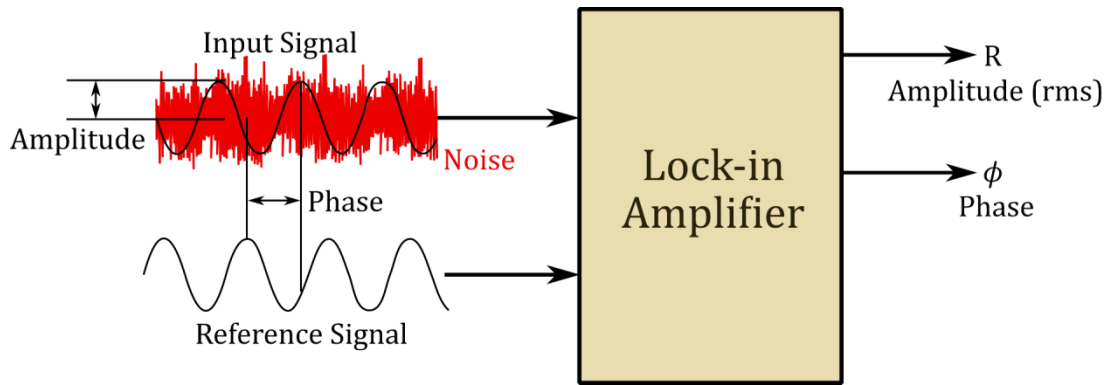 Input Signal
Amplitude
Noise
Phase
Reference Signal
Lock-in
Amplifier
R
Amplitude (rms)
ϕ
Phase